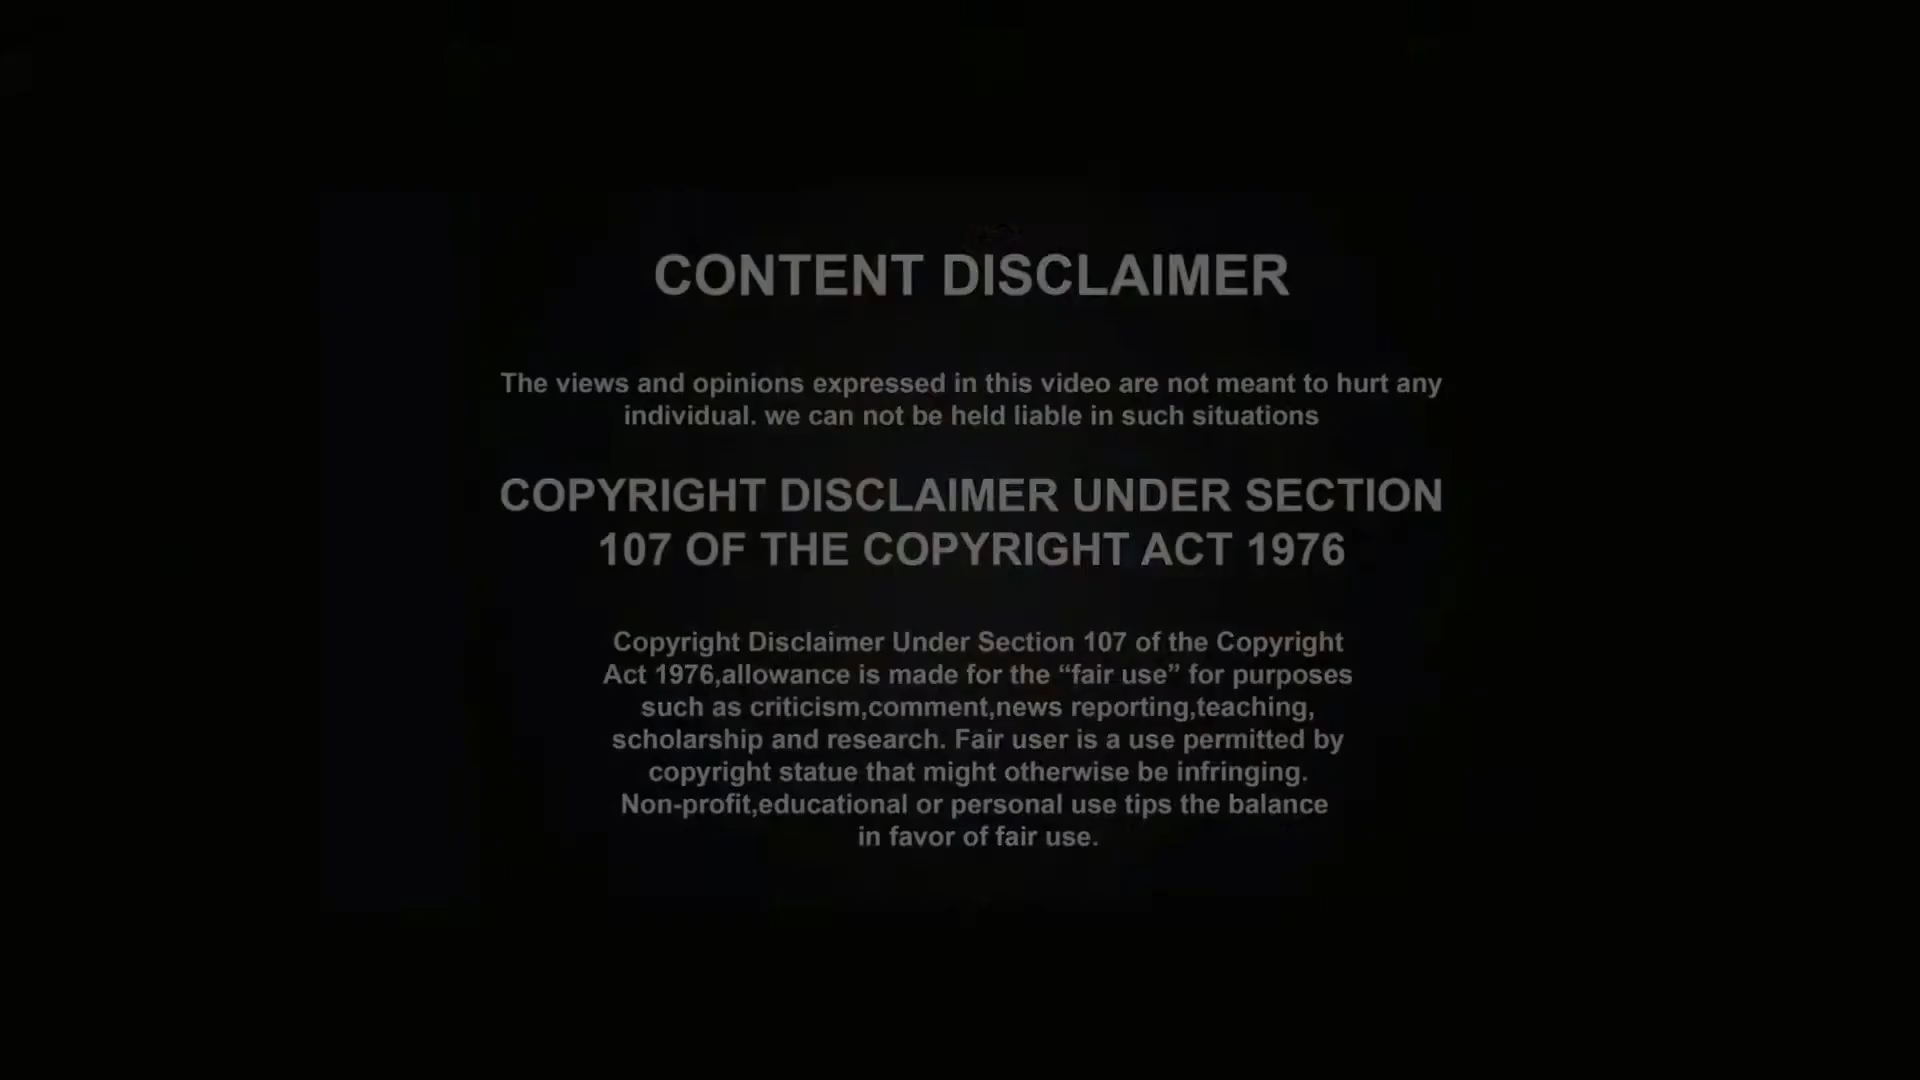 CONTENT DISCLAIMER
The views and opinions expressed in this video are not meant to hurt any
individual. we can not be held liable in such situations
COPYRIGHT DISCLAIMER UNDER SECTION
107 OF THE COPYRIGHT ACT 1976
Copyright Disclaimer Under Section 107 of the Copyright
Act 1976,allowance is made for the “fair use” for purposes
such as criticism,comment,news reporting,teaching,
scholarship and research. Fair user is a use permitted by
copyright statue that might otherwise be infringing.
Non-profit,educational or personal use tips the balance
in favor of fair use.